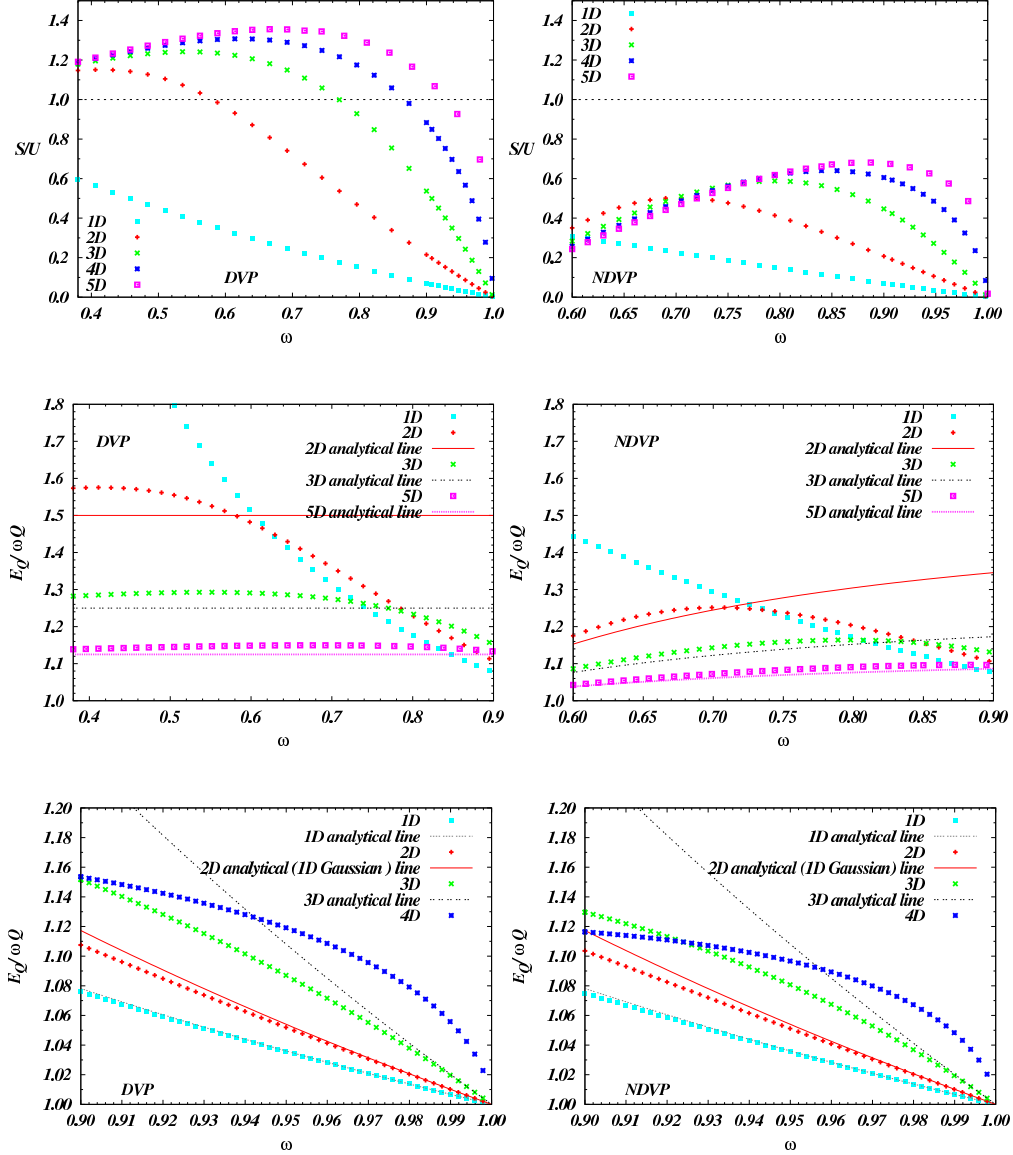 1.4
1.2
1.0
S/U
0.8
0.6
0.4
0.2
0.0
1D
2D
3D
4D
5D
DVP
0.4 0.5 0.6 0.7 0.8 0.9 1.0
ω
1.4
1.2
1.0
S/U
0.8
0.6
0.4
0.2
0.0
1D
2D
3D
4D
5D
NDVP
0.60 0.65 0.70 0.75 0.80 0.85 0.90 0.95 1.00
ω
1.8
1.7
1.6
1.5
1.4
1.3
1.2
1.1
1.0
E_Q/ωQ
DVP
1D
2D
2D analytical line
3D
3D analytical line
5D
5D analytical line
0.4 0.5 0.6 0.7 0.8 0.9
ω
1.8
1.7
1.6
1.5
1.4
1.3
1.2
1.1
1.0
E_Q/ωQ
NDVP
1D
2D
2D analytical line
3D
3D analytical line
5D
5D analytical line
0.60 0.65 0.70 0.75 0.80 0.85 0.90
ω
1.20
1.18
1.16
1.14
1.12
1.10
1.08
1.06
1.04
1.02
1.00
E_Q/ωQ
1D
1D analytical line
2D
2D analytical (1D Gaussian ) line
3D
3D analytical line
4D
DVP
0.90 0.91 0.92 0.93 0.94 0.95 0.96 0.97 0.98 0.99 1.00
ω
1.20
1.18
1.16
1.14
1.12
1.10
1.08
1.06
1.04
1.02
1.00
E_Q/ωQ
1D
1D analytical line
2D
2D analytical (1D Gaussian ) line
3D
3D analytical line
4D
NDVP
0.90 0.91 0.92 0.93 0.94 0.95 0.96 0.97 0.98 0.99 1.00
ω